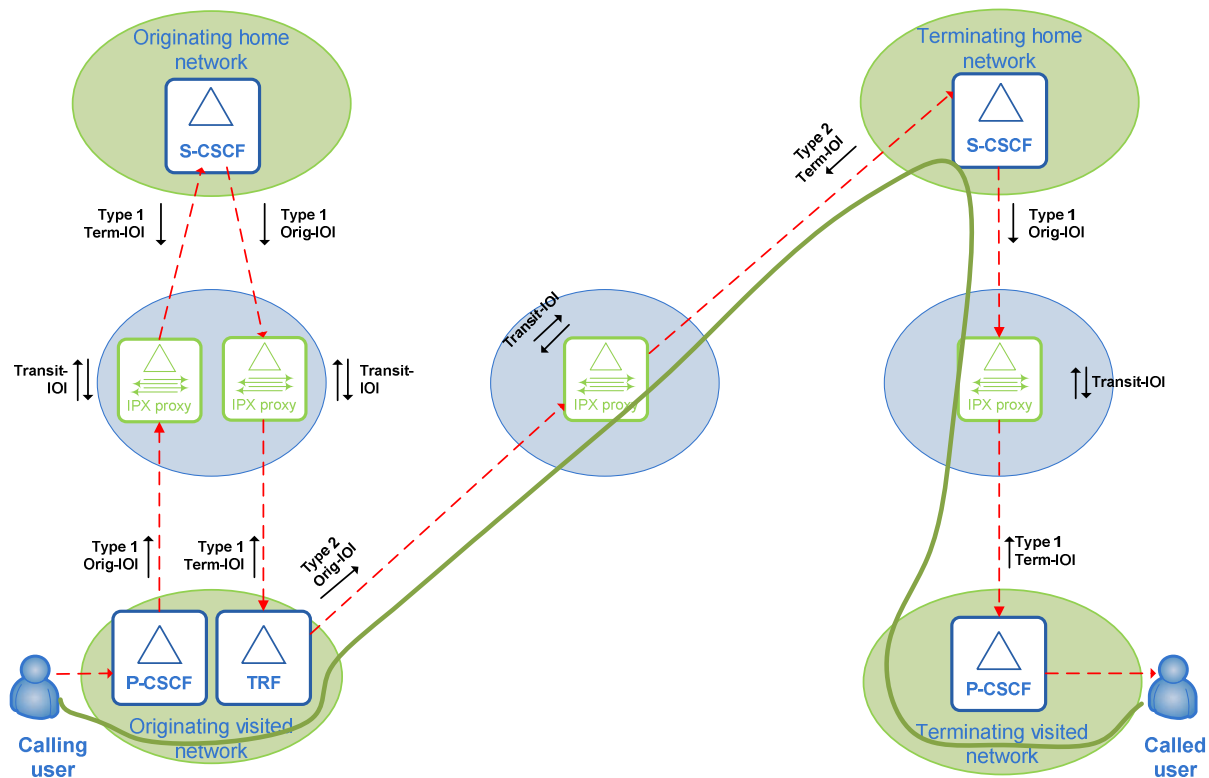 Originating home
network
S-CSCF
Terminating home
network
S-CSCF
Type 2
Term-IOI
Type 1
Term-IOI
Type 1
Orig-IOI
Type 1
Orig-IOI
Transit-
IOI
IPX proxy
IPX proxy
Transit-
IOI
Transit-IOI
IPX proxy
IPX proxy
Transit-IOI
Type 1
Orig-IOI
Type 1
Term-IOI
Type 2
Orig-IOI
Type 1
Term-IOI
P-CSCF
TRF
Originating visited
network
Calling
user
P-CSCF
Terminating visited
network
Called
user